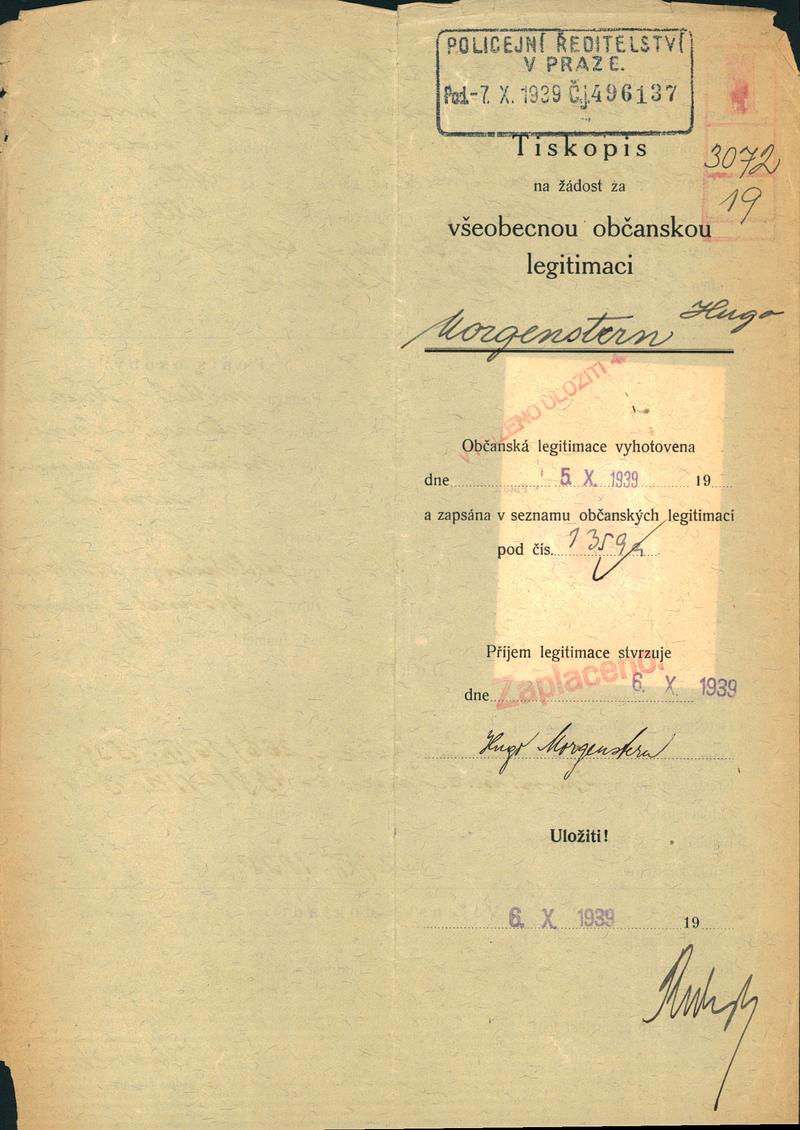 POLICEJNÍ ŘEDITELSTVÍ
V PRAZE.
Pod -7. X. 1939 Čj. 496137
Tiskopis
3072
na žádost za
19
všeobecnou občanskou
legitimaci
Morgenstern Hugo
ULOŽITI
Občanská legitimace vyhotovena
dne 5. X. 1939 19
a zapsána v seznamu občanských legitimací
pod čís.
Příjem legitimace stvrzuje
Zaplaceno!
dne 6. X 1939
Hugo Morgenstern
Uložiti!
6. X 1939 19